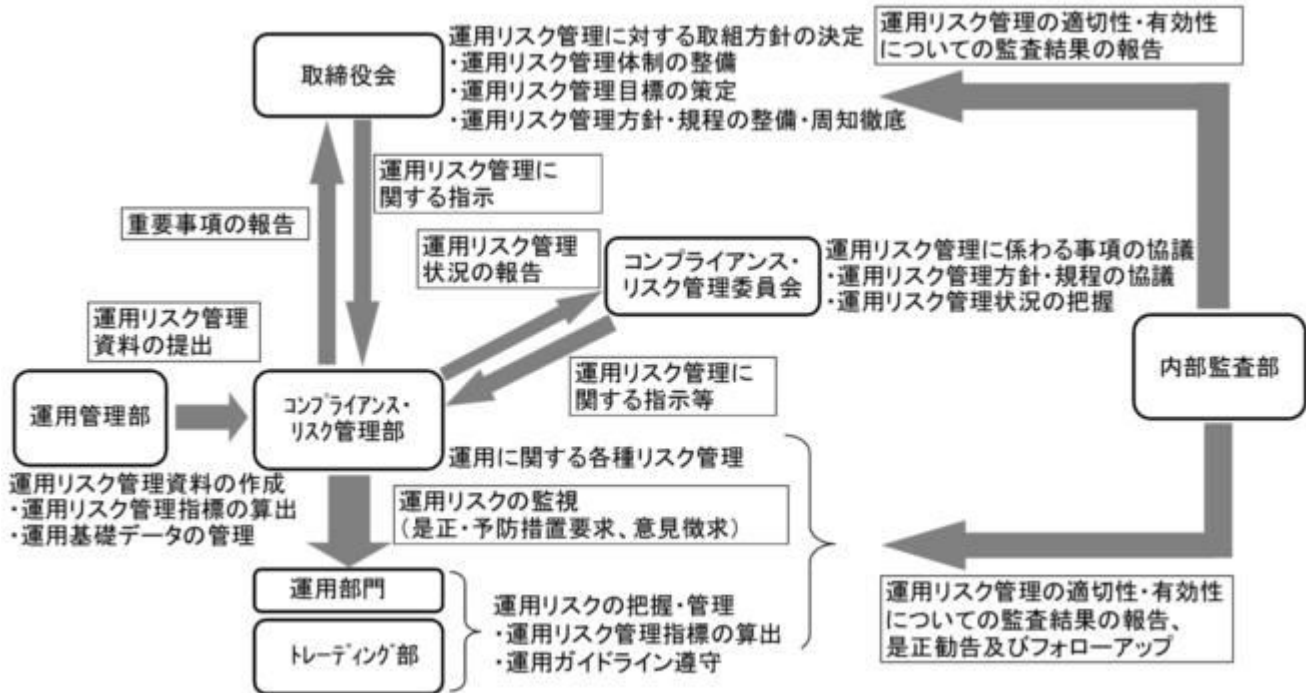 運用リスク管理に対する取組方針の決定
・運用リスク管理体制の整備
・運用リスク管理目標の策定
・運用リスク管理方針・規程の整備・周知徹底
取締役会
運用リスク管理の適切性・有効性
についての監査結果の報告
運用リスク管理に
関する指示
重要事項の報告
運用リスク管理
状況の報告
コンプライアンス・
リスク管理委員会
運用リスク管理に係わる事項の協議
・運用リスク管理方針・規程の協議
・運用リスク管理状況の把握
運用リスク管理
資料の提出
内部監査部
運用リスク管理に
関する指示等
運用管理部
コンプライアンス・
リスク管理部
運用に関する各種リスク管理
運用リスク管理資料の作成
・運用リスク管理指標の算出
・運用基礎データの管理
運用リスクの監視
(是正・予防措置要求、意見徴求)
運用部門
トレーディング部
運用リスクの把握・管理
・運用リスク管理指標の算出
・運用ガイドライン遵守
運用リスク管理の適切性・有効性
についての監査結果の報告、
是正勧告及びフォローアップ